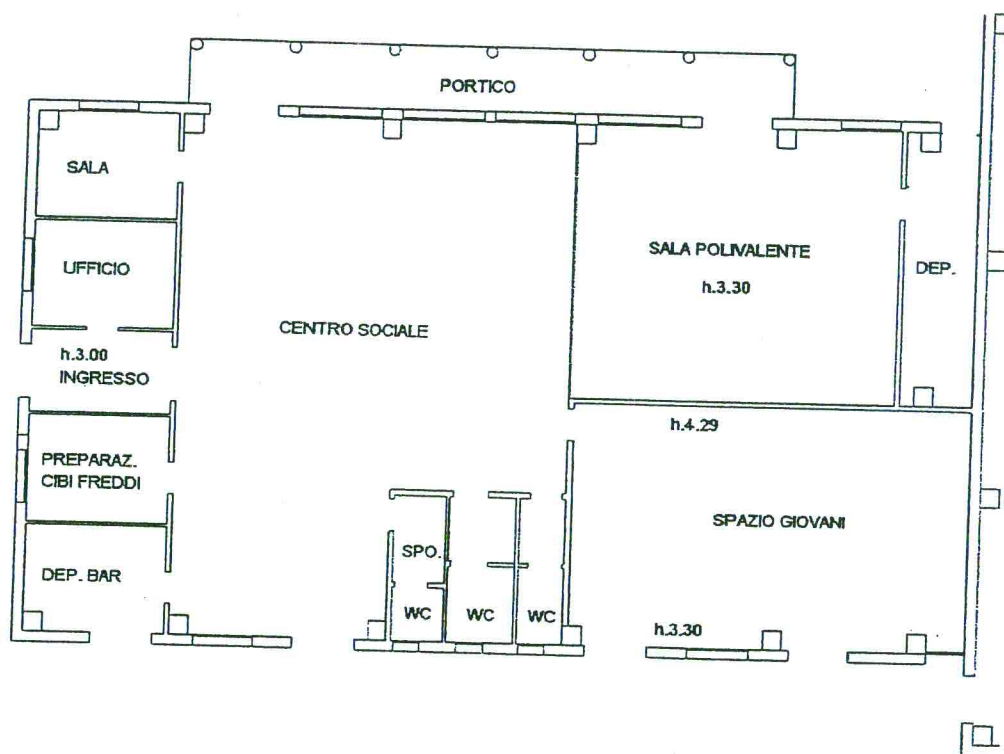 PORTICO
SALA
SALA POLIVALENTE
h.3.30
DEP.
UFFICIO
CENTRO SOCIALE
h.3.00
INGRESSO
h.4.29
PREPARAZ.
CIBI FREDDI
SPAZIO GIOVANI
SPO.
DEP. BAR
WC
WC
WC
h.3.30